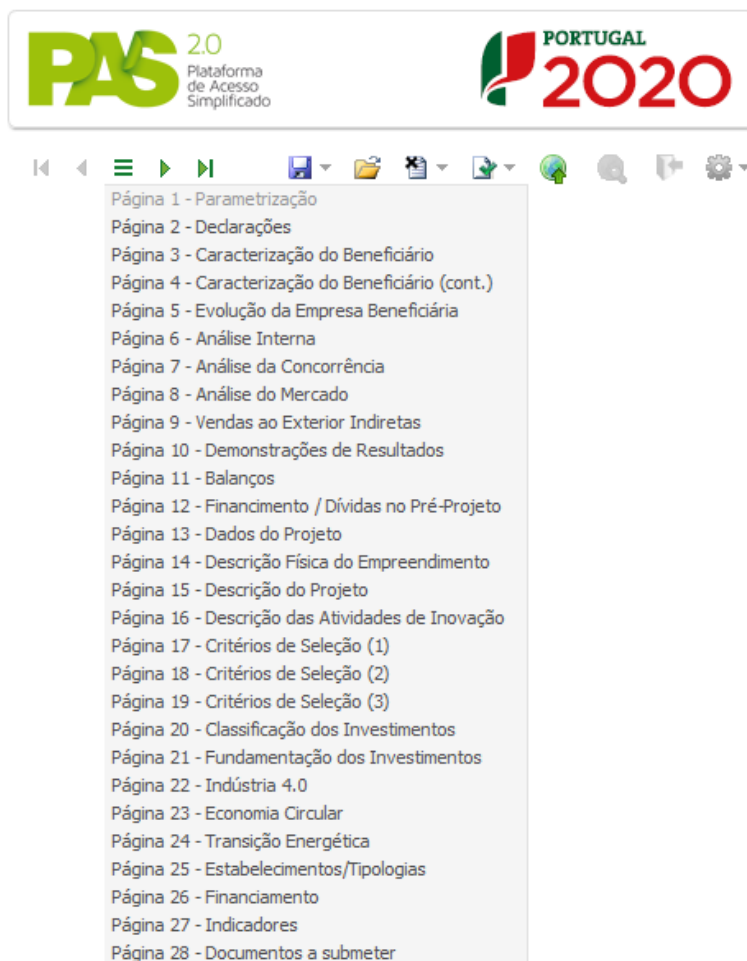 PAS 2.0
Plataforma
de Acesso
Simplificado
PORTUGAL
2020
Página 1 - Parametrização
Página 2 - Declarações
Página 3 - Caracterização do Beneficiário
Página 4 - Caracterização do Beneficiário (cont.)
Página 5 - Evolução da Empresa Beneficiária
Página 6 - Análise Interna
Página 7 - Análise da Concorrência
Página 8 - Análise do Mercado
Página 9 - Vendas ao Exterior Indiretas
Página 10 - Demonstrações de Resultados
Página 11 - Balanços
Página 12 - Financimento / Dívidas no Pré-Projeto
Página 13 - Dados do Projeto
Página 14 - Descrição Física do Empreendimento
Página 15 - Descrição do Projeto
Página 16 - Descrição das Atividades de Inovação
Página 17 - Critérios de Seleção (1)
Página 18 - Critérios de Seleção (2)
Página 19 - Critérios de Seleção (3)
Página 20 - Classificação dos Investimentos
Página 21 - Fundamentação dos Investimentos
Página 22 - Indústria 4.0
Página 23 - Economia Circular
Página 24 - Transição Energética
Página 25 - Estabelecimentos/Tipologias
Página 26 - Financiamento
Página 27 - Indicadores
Página 28 - Documentos a submeter